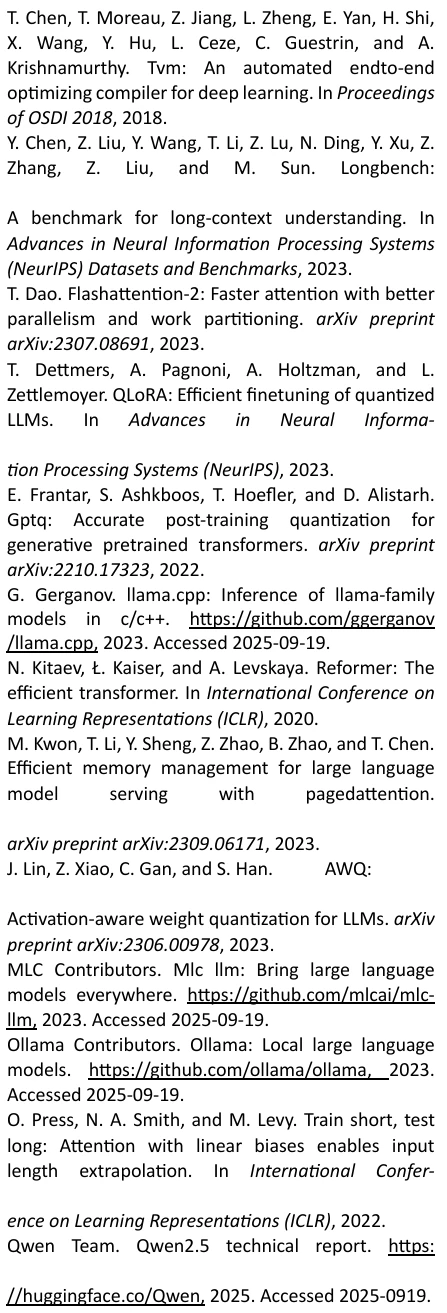 T. Chen, T. Moreau, Z. Jiang, L. Zheng, E. Yan, H. Shi,
X. Wang, Y. Hu, L. Ceze, C. Guestrin, and A.
Krishnamurthy. Tvm: An automated endto-end
optimizing compiler for deep learning. In Proceedings
of OSDI 2018, 2018.
Y. Chen, Z. Liu, Y. Wang, T. Li, Z. Lu, N. Ding, Y. Xu, Z.
Zhang, Z. Liu, and M. Sun. Longbench:
A benchmark for long-context understanding. In
Advances in Neural Information Processing Systems
(NeurIPS) Datasets and Benchmarks, 2023.
T. Dao. Flashattention-2: Faster attention with better
parallelism and work partitioning. arXiv preprint
arXiv:2307.08691, 2023.
T. Dettmers, A. Pagnoni, A. Holtzman, and L.
Zettlemoyer. QLoRA: Efficient finetuning of quantized
LLMs. In Advances in Neural Informa-
tion Processing Systems (NeurIPS), 2023.
E. Frantar, S. Ashkboos, T. Hoefler, and D. Alistarh.
Gptq: Accurate post-training quantization for
generative pretrained transformers. arXiv preprint
arXiv:2210.17323, 2022.
G. Gerganov. llama.cpp: Inference of llama-family
models in c/c++. https://github.com/ggerganov
/llama.cpp, 2023. Accessed 2025-09-19.
N. Kitaev, Ł. Kaiser, and A. Levskaya. Reformer: The
efficient transformer. In International Conference on
Learning Representations (ICLR), 2020.
M. Kwon, T. Li, Y. Sheng, Z. Zhao, B. Zhao, and T. Chen.
Efficient memory management for large language
model serving with pagedattention.
arXiv preprint arXiv:2309.06171, 2023.
J. Lin, Z. Xiao, C. Gan, and S. Han. AWQ:
Activation-aware weight quantization for LLMs. arXiv
preprint arXiv:2306.00978, 2023.
MLC Contributors. Mlc llm: Bring large language
models everywhere. https://github.com/mlcai/mlc-
llm, 2023. Accessed 2025-09-19.
Ollama Contributors. Ollama: Local large language
models. https://github.com/ollama/ollama, 2023.
Accessed 2025-09-19.
O. Press, N. A. Smith, and M. Levy. Train short, test
long: Attention with linear biases enables input
length extrapolation. In International Confer-
ence on Learning Representations (ICLR), 2022.
Qwen Team. Qwen2.5 technical report. https:
//huggingface.co/Qwen, 2025. Accessed 2025-0919.